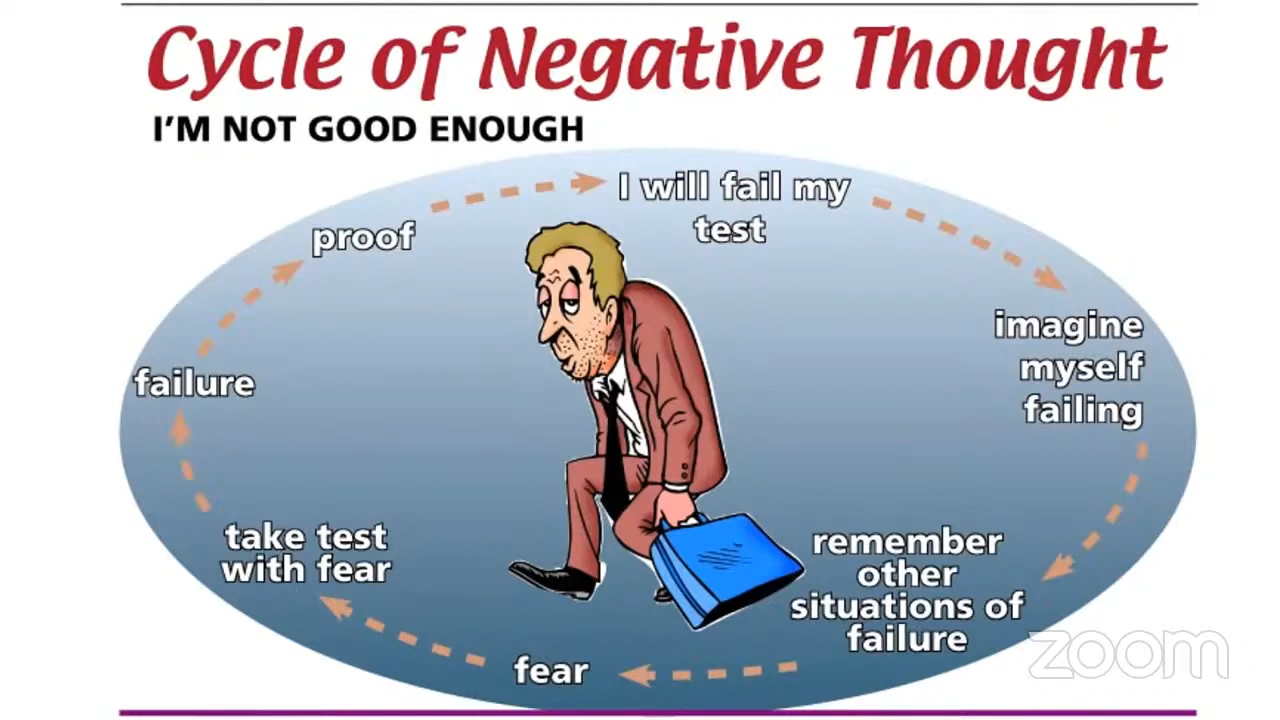 Cycle of Negative Thought
I'M NOT GOOD ENOUGH
I will fail my
test
imagine
myself
failing
remember
other
situations of
failure
fear
take test
with fear
failure
proof
zoom